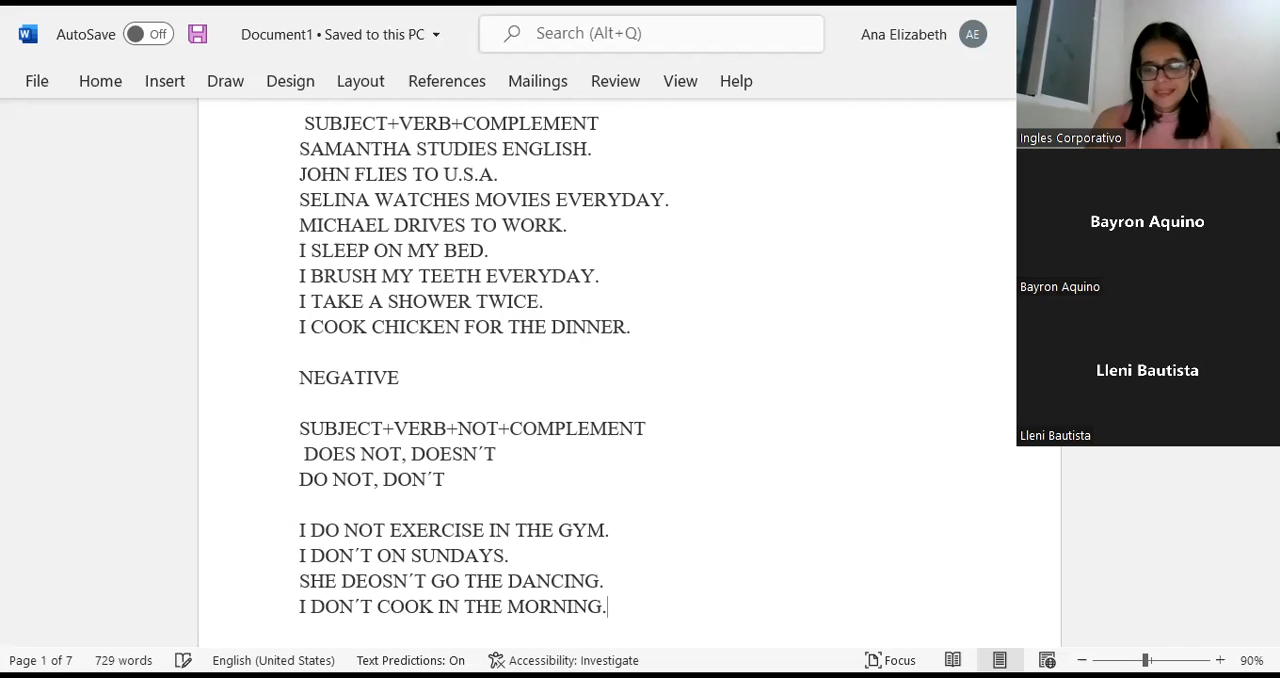 AutoSave Off Document1 • Saved to this PC Search (Alt+Q) Ana Elizabeth AE
File Home Insert Draw Design Layout References Mailings Review View Help
SUBJECT+VERB+COMPLEMENT
SAMANTHA STUDIES ENGLISH.
JOHN FLIES TO U.S.A.
SELINA WATCHES MOVIES EVERYDAY.
MICHAEL DRIVES TO WORK.
I SLEEP ON MY BED.
I BRUSH MY TEETH EVERYDAY.
I TAKE A SHOWER TWICE.
I COOK CHICKEN FOR THE DINNER.
NEGATIVE
SUBJECT+VERB+NOT+COMPLEMENT
DOES NOT, DOESN´T
DO NOT, DON´T
I DO NOT EXERCISE IN THE GYM.
I DON´T ON SUNDAYS.
SHE DEOSN´T GO THE DANCING.
I DON´T COOK IN THE MORNING.
Ingles Corporativo
Bayron Aquino
Bayron Aquino
Lleni Bautista
Lleni Bautista
Page 1 of 7 729 words English (United States) Text Predictions: On Accessibility: Investigate Focus 90%